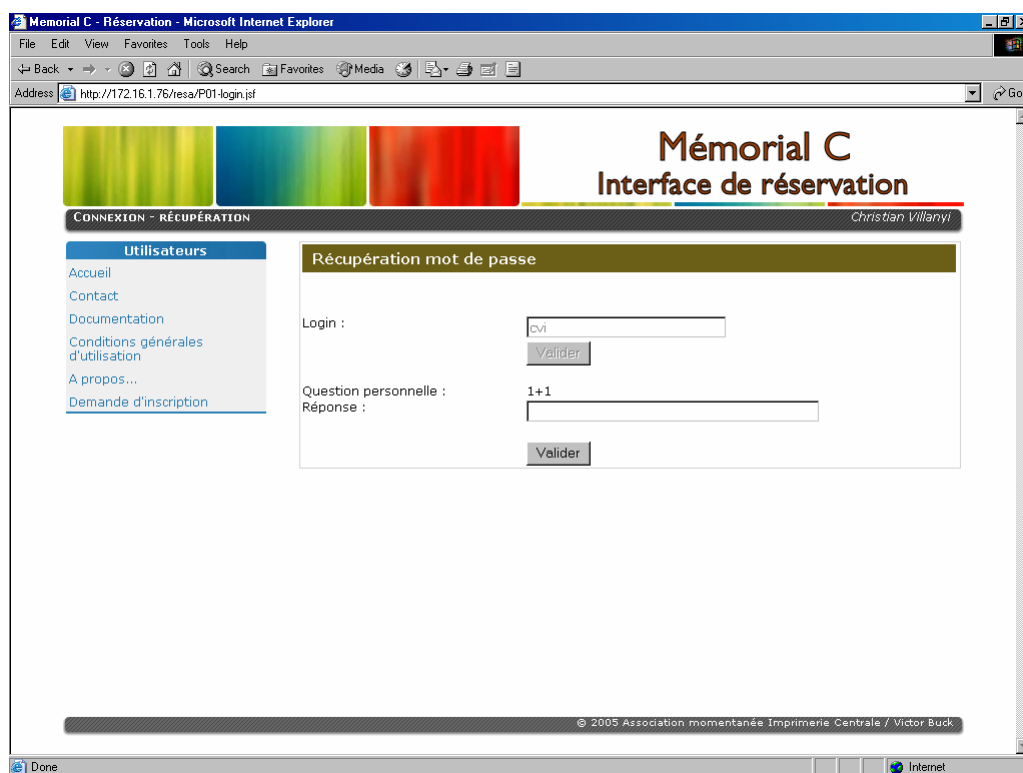 Memorial C - Réservation - Microsoft Internet Explorer
File Edit View Favorites Tools Help
Back Search Favorites Media
Address http://172.16.1.76/resa/P01-login.jsf Go
Mémorial C
Interface de réservation
CONNEXION - RÉCUPÉRATION Christian Villanyi
Utilisateurs
Accueil
Contact
Documentation
Conditions générales
d'utilisation
A propos...
Demande d'inscription
Récupération mot de passe
Login : cvi
Valider
Question personnelle : 1+1
Réponse :
Valider
© 2005 Association momentanée Imprimerie Centrale / Victor Buck
Done Internet